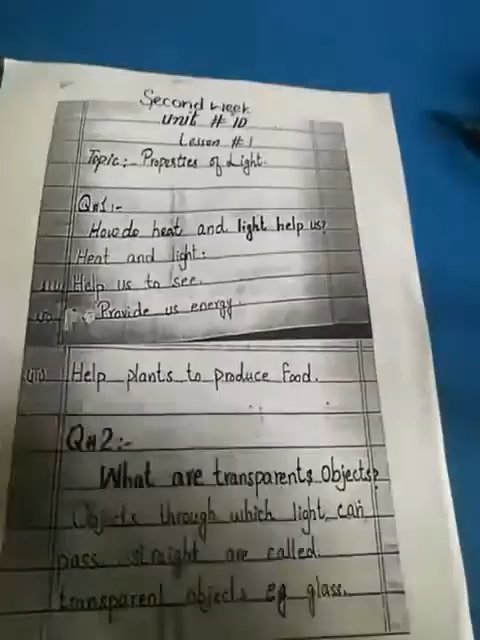 Second week
Unit # 10
Lesson # 1
Topic:- Properties of Light.
Q#1:-
How do heat and light help us?
Heat and light:
Help us to see.
Provide us energy.
Help plants to produce food.
Q#2:-
What are transparents Objects?
Objects through which light can
pass straight are called
transparent objects eg glass.